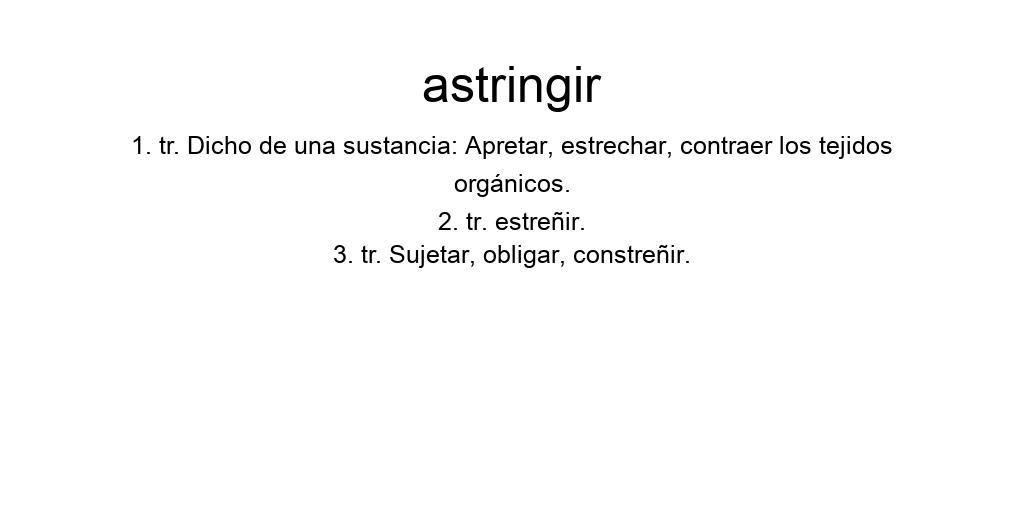 astringir
1. tr. Dicho de una sustancia: Apretar, estrechar, contraer los tejidos
orgánicos.
2. tr. estreñir.
3. tr. Sujetar, obligar, constreñir.